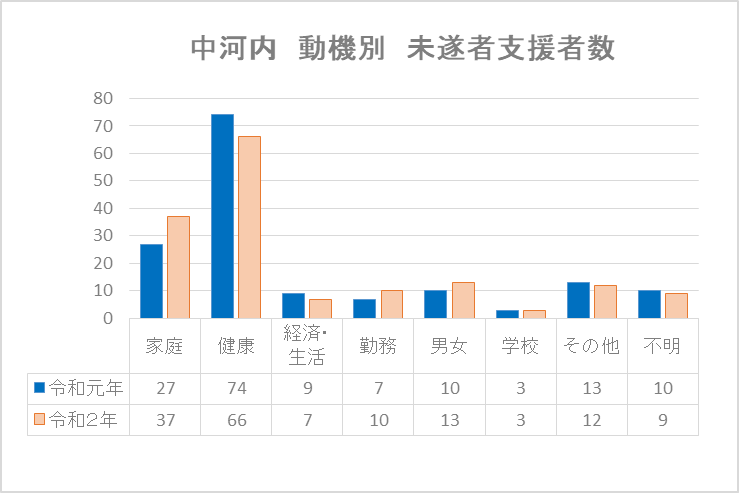 中河内 動機別 未遂者支援者数
80
70
60
50
40
30
20
10
0
家庭 健康 経済・生活 勤務 男女 学校 その他 不明
令和元年 27 74 9 7 10 3 13 10
令和2年 37 66 7 10 13 3 12 9